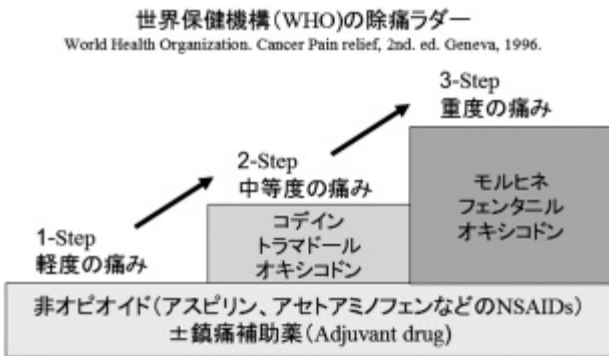 世界保健機構(WHO)の除痛ラダー
World Health Organization. Cancer Pain relief, 2nd. ed. Geneva, 1996.
3-Step
重度の痛み
2-Step
中等度の痛み
モルヒネ
フェンタニル
オキシコドン
コデイン
トラマドール
オキシコドン
1-Step
軽度の痛み
非オピオイド(アスピリン、アセトアミノフェンなどのNSAIDs)
±鎮痛補助薬(Adjuvant drug)